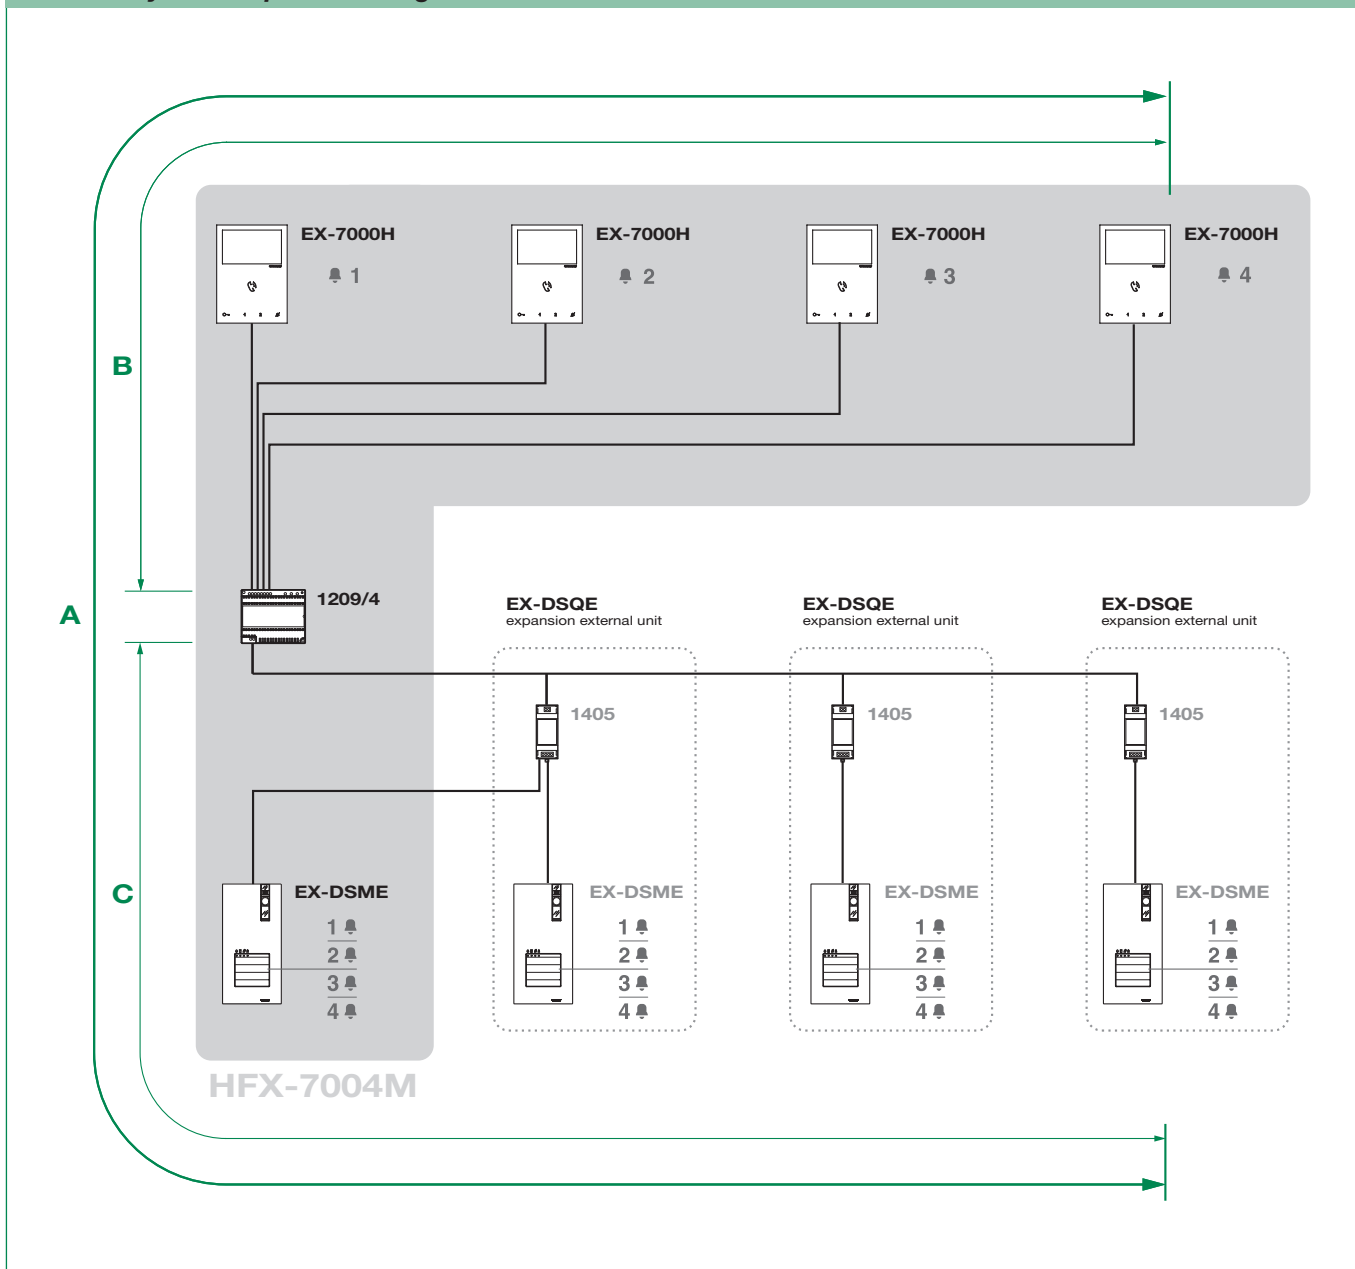 EX-7000H
1
EX-7000H
2
EX-7000H
3
EX-7000H
4
B
A
1209/4
EX-DSQE
expansion external unit
EX-DSQE
expansion external unit
EX-DSQE
expansion external unit
1405
1405
1405
C
EX-DSME
1
2
3
4
EX-DSME
1
2
3
4
EX-DSME
1
2
3
4
EX-DSME
1
2
3
4
HFX-7004M